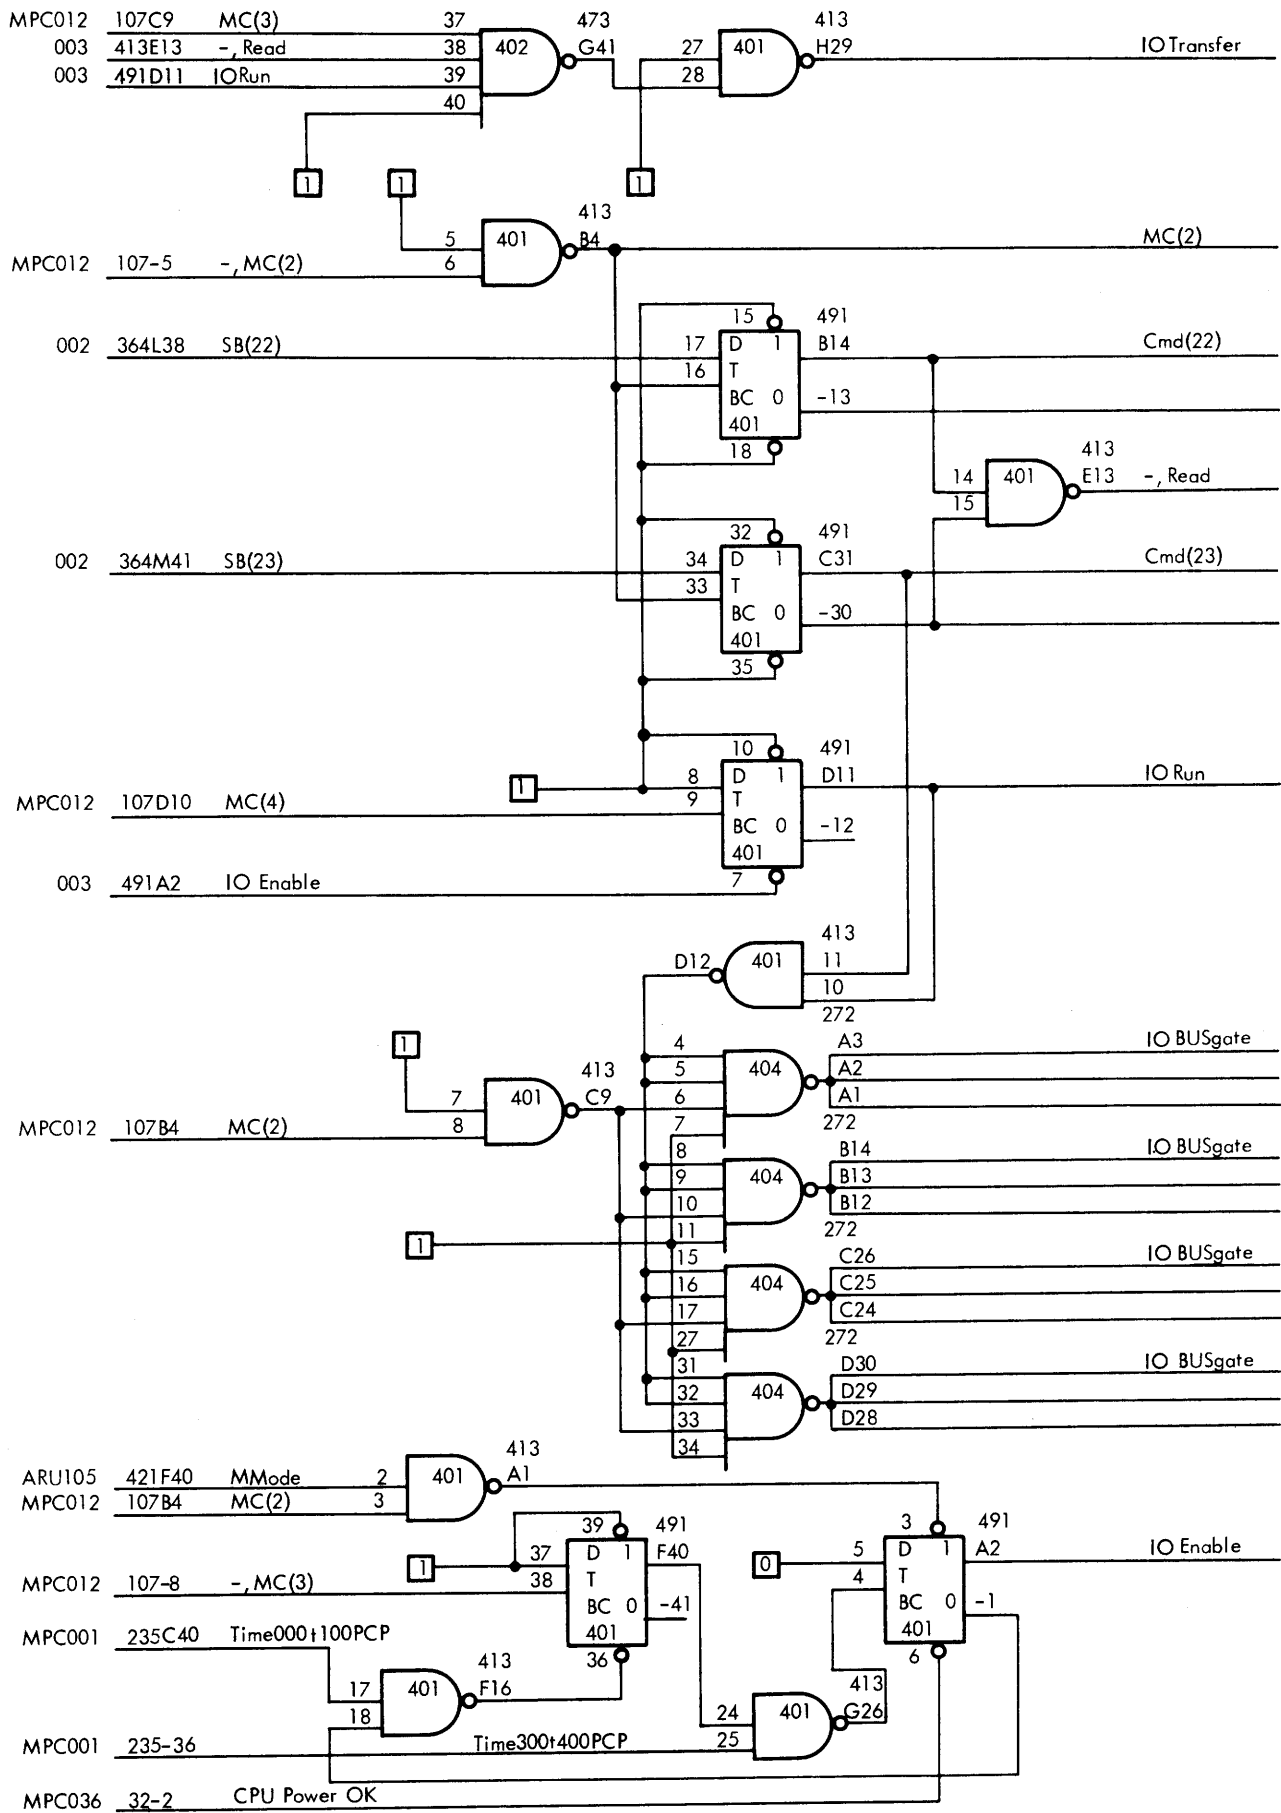 MPC012 107C9 MC(3) 37 473 413
003 413E13 -, Read 38 402 G41 27 401 H29 IO Transfer
003 491D11 IO Run 39 28
40
1 1 1
413
5 401 B4 MC(2)
MPC012 107-5 -, MC(2) 6
15 491
002 364L38 SB(22) 17 D 1 B14 Cmd(22)
16 T
BC 0 -13
401
18 413
14 401 E13 -, Read
15
32 491
002 364M41 SB(23) 34 D 1 C31 Cmd(23)
33 T
BC 0 -30
401
35
10 491
1 8 D 1 D11 IO Run
MPC012 107D10 MC(4) 9 T
BC 0 -12
401
003 491A2 IO Enable 7
413
D12 401 11
10
272
1 4 A3 IO BUSgate
413 5 404 A2
7 401 C9 6 A1
MPC012 107B4 MC(2) 8 7 272
8 B14 IO BUSgate
9 404 B13
10 B12
1 11 272
15 C26 IO BUSgate
16 404 C25
17 C24
27 272
31 D30 IO BUSgate
32 404 D29
33 D28
34
413
ARU105 421F40 MMode 2 401 A1
MPC012 107B4 MC(2) 3
39 491 3 491
1 37 D 1 F40 0 5 D 1 A2 IO Enable
MPC012 107-8 -, MC(3) 38 T 4 T
BC 0 -41 BC 0 -1
MPC001 235C40 Time000t100PCP 401 401
36 6
413 413
17 401 F16 24 401 G26
18
MPC001 235-36 Time300t400PCP 25
MPC036 32-2 CPU Power OK